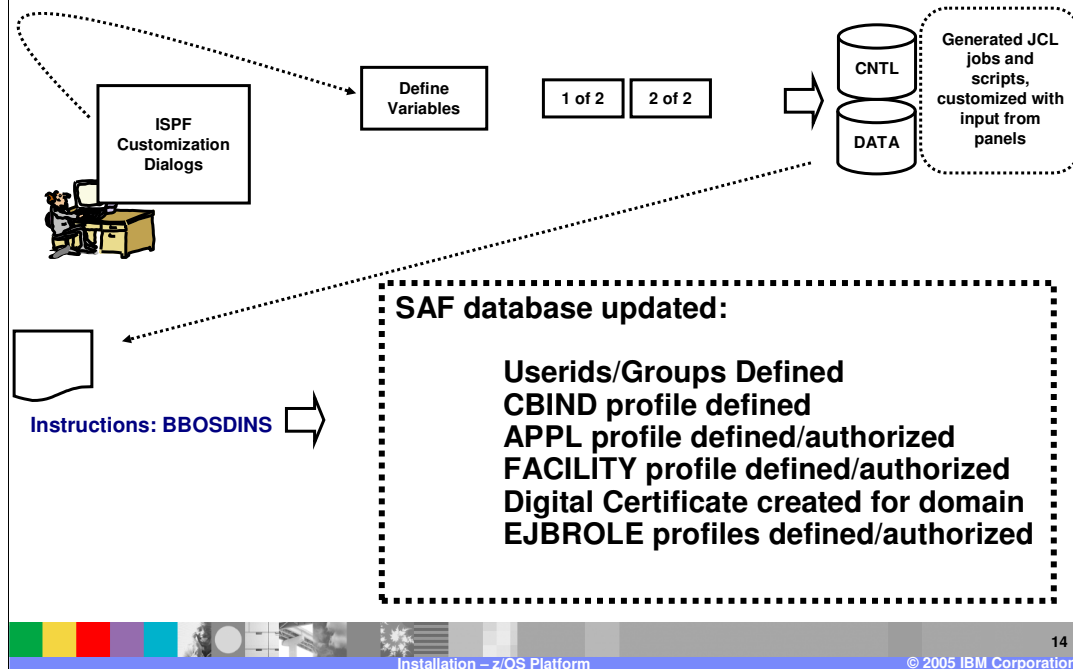 ISPF
Customization
Dialogs
Define
Variables
1 of 2
2 of 2
CNTL
DATA
Generated JCL
jobs and
scripts,
customized with
input from
panels
Instructions: BBOSDINS
SAF database updated:
Userids/Groups Defined
CBIND profile defined
APPL profile defined/authorized
FACILITY profile defined/authorized
Digital Certificate created for domain
EJBROLE profiles defined/authorized
14
Installation – z/OS Platform
© 2005 IBM Corporation